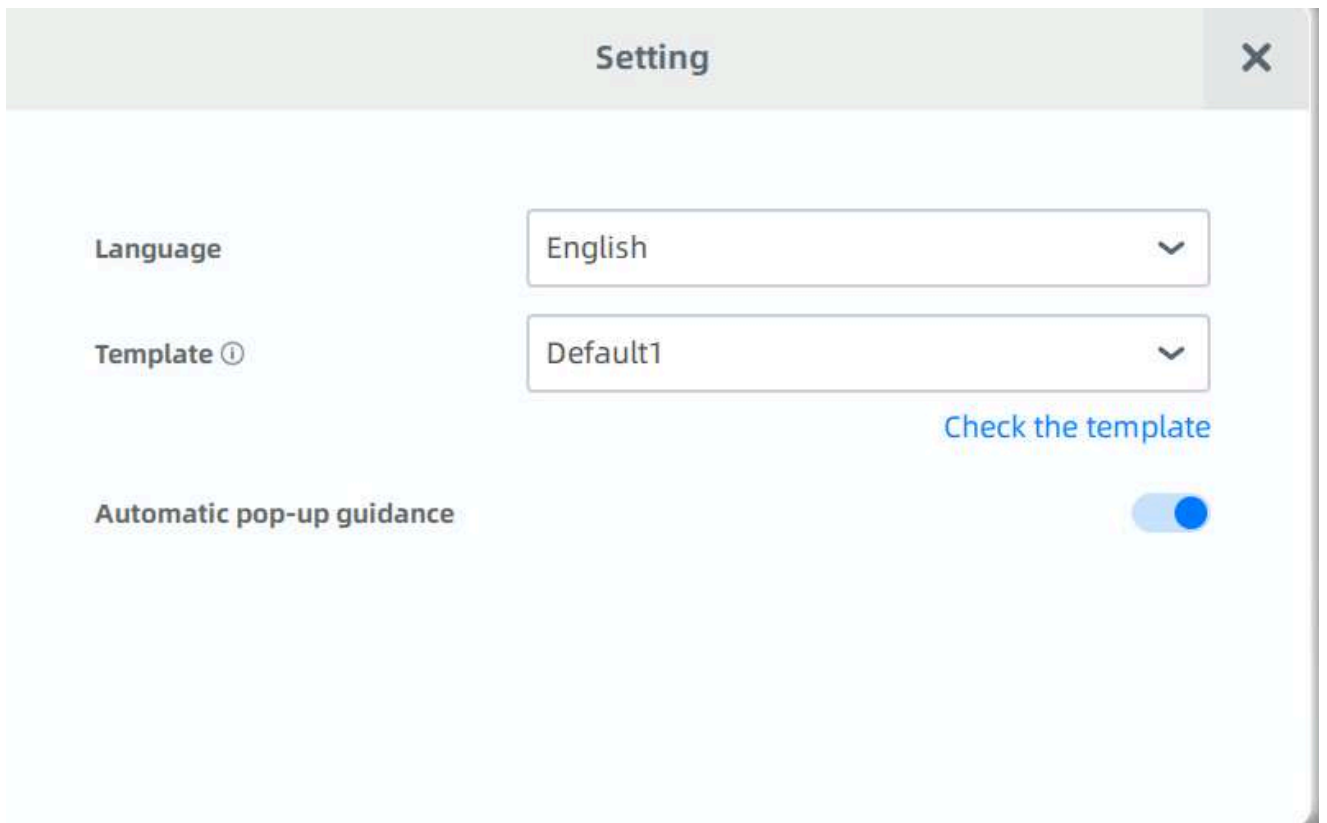 Setting
Language
English
Template
Default1
Check the template
Automatic pop-up guidance